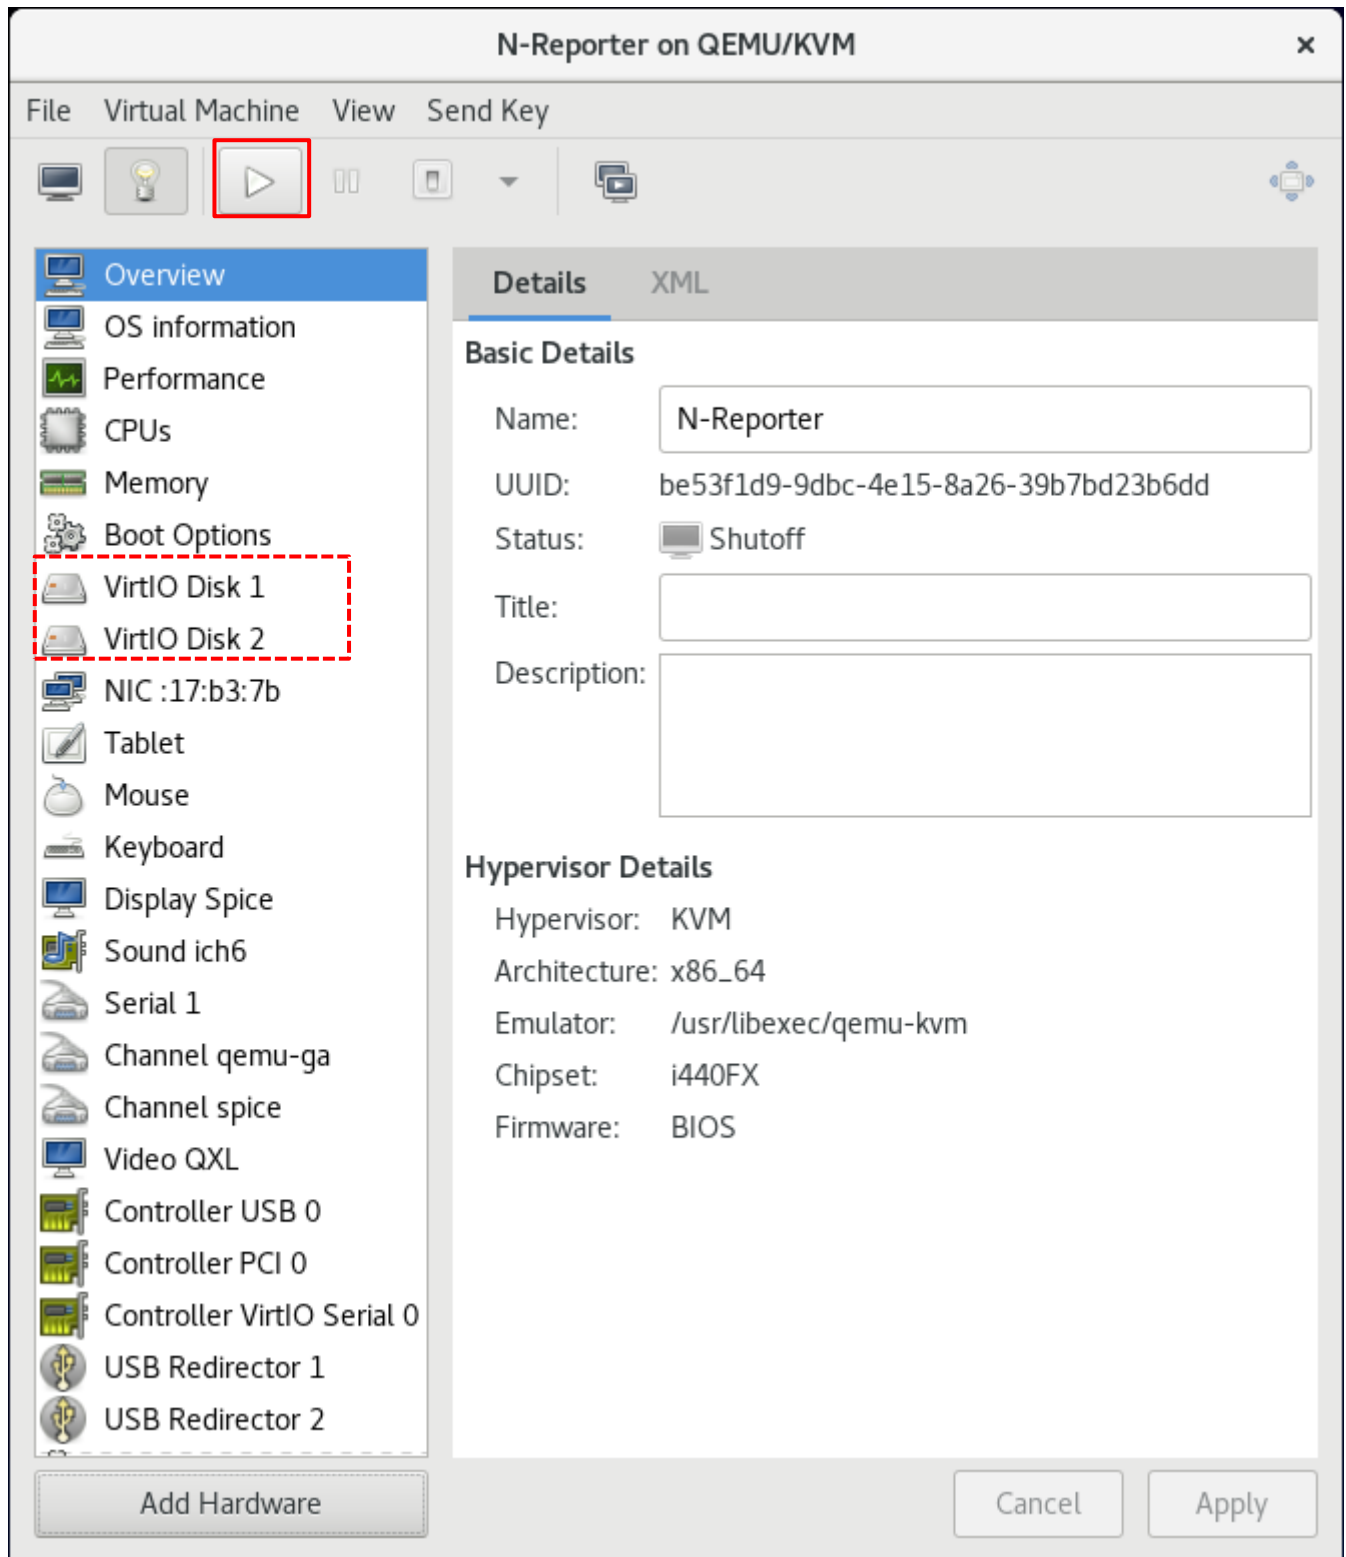 N-Reporter on QEMU/KVM
File Virtual Machine View Send Key
Overview
OS information
Performance
CPUs
Memory
Boot Options
VirtIO Disk 1
VirtIO Disk 2
NIC :17:b3:7b
Tablet
Mouse
Keyboard
Display Spice
Sound ich6
Serial 1
Channel qemu-ga
Channel spice
Video QXL
Controller USB 0
Controller PCI 0
Controller VirtIO Serial 0
USB Redirector 1
USB Redirector 2
Add Hardware
Details XML
Basic Details
Name: N-Reporter
UUID: be53f1d9-9dbc-4e15-8a26-39b7bd23b6dd
Status: Shutoff
Title:
Description:
Hypervisor Details
Hypervisor: KVM
Architecture: x86_64
Emulator: /usr/libexec/qemu-kvm
Chipset: i440FX
Firmware: BIOS
Cancel Apply